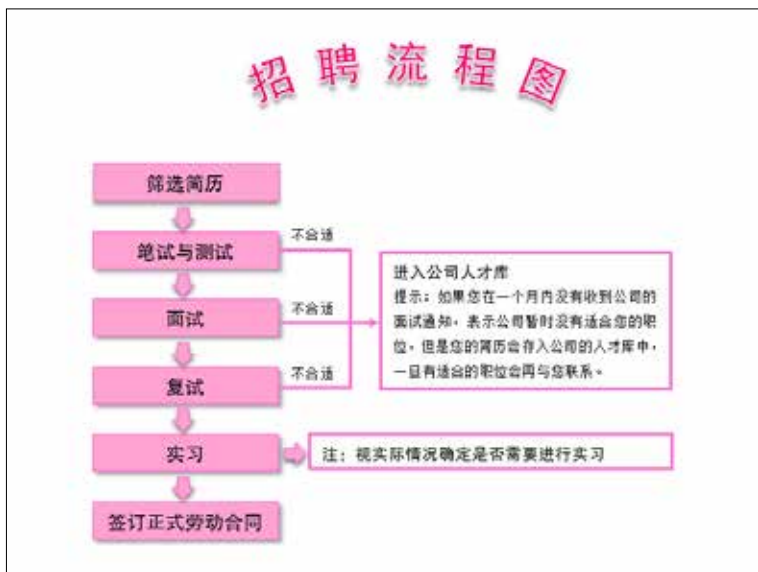 招聘流程图
筛选简历
笔试与测试
不合适
面试
不合适
复试
不合适
进入公司人才库
提示：如果您在一个月内没有收到公司的
面试通知，表示公司暂时没有适合您的职
位，但是您的简历会存入公司的人才库中，
一旦有适合的职位会再与您联系。
实习
注：视实际情况确定是否需要进行实习
签订正式劳动合同